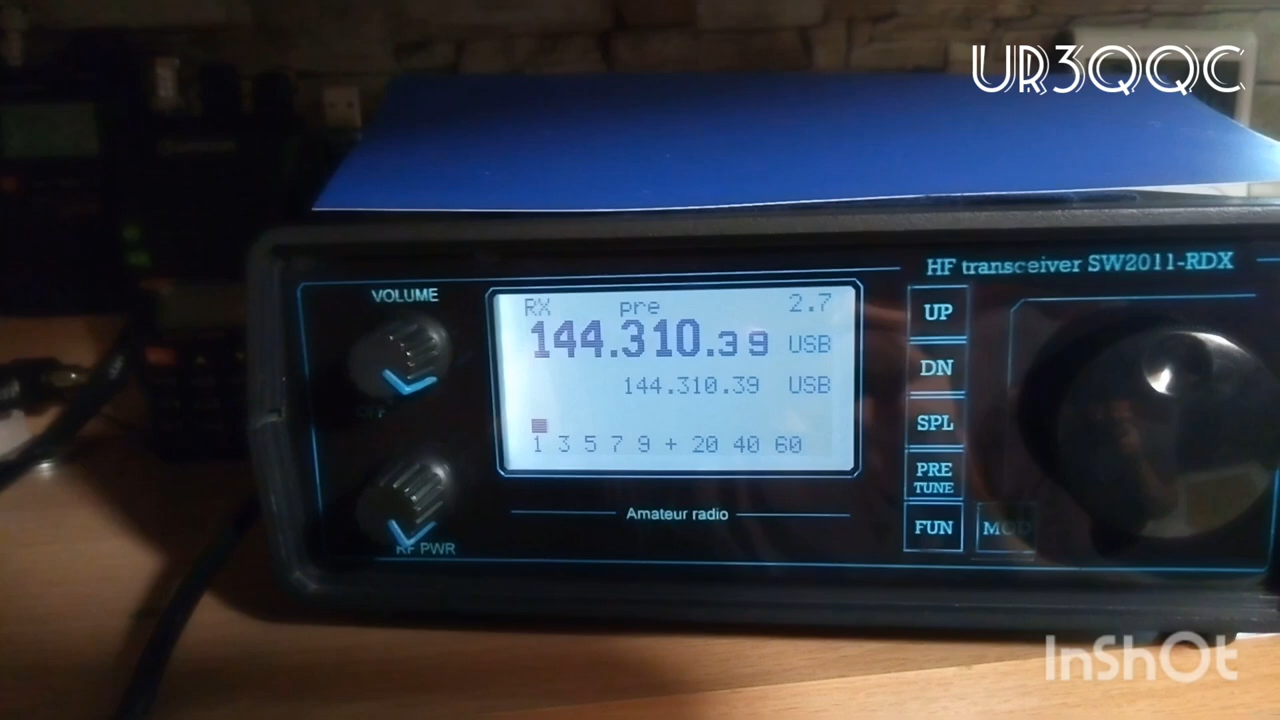 UR3QQC
HF transceiver SW2011-RDX
VOLUME
RX pre 2.7
144.310.39 USB
144.310.39 USB
1 3 5 7 9 + 20 40 60
OFF
RF PWR
Amateur radio
UP
DN
SPL
PRE
TUNE
FUN
MOD
InShOt